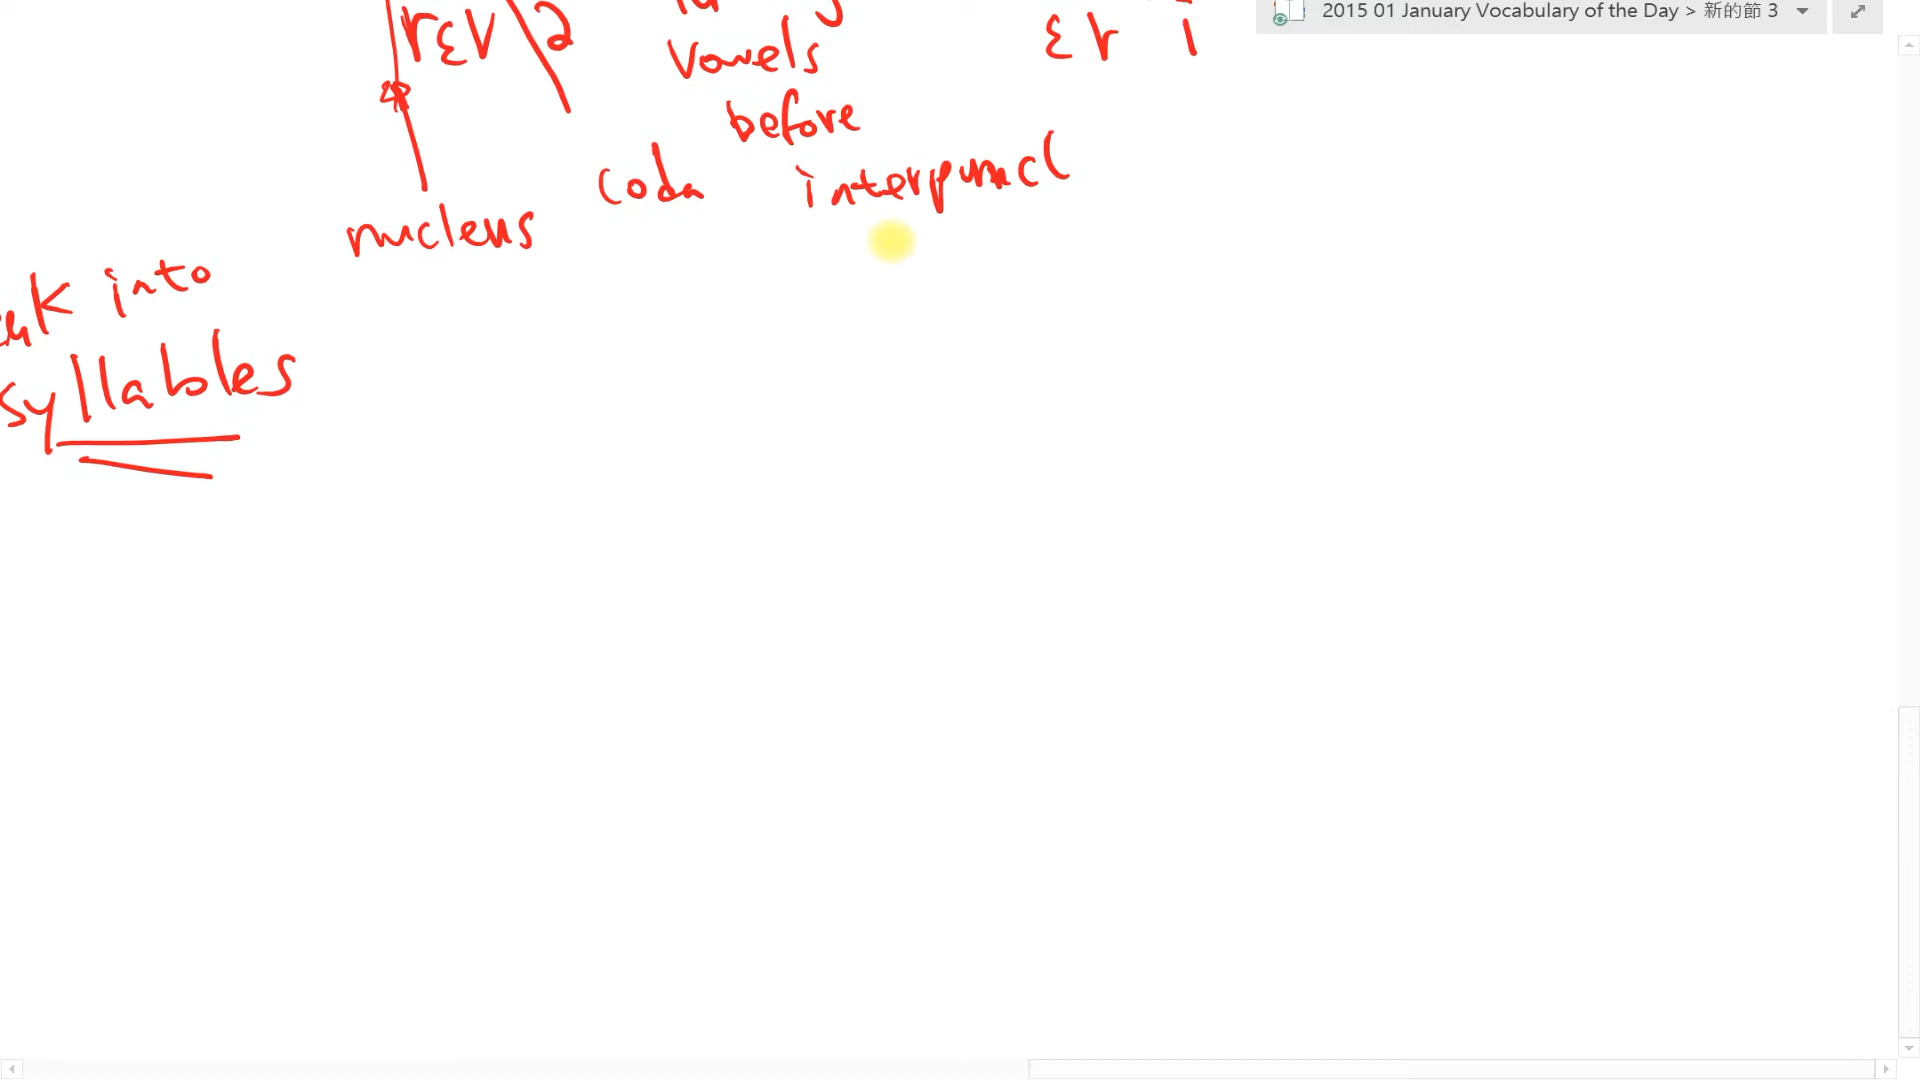 2015 01 January Vocabulary of the Day > 新的節 3
rɛv
vowels
ɛr i
before
coda
interpunct
nucleus
into
syllables